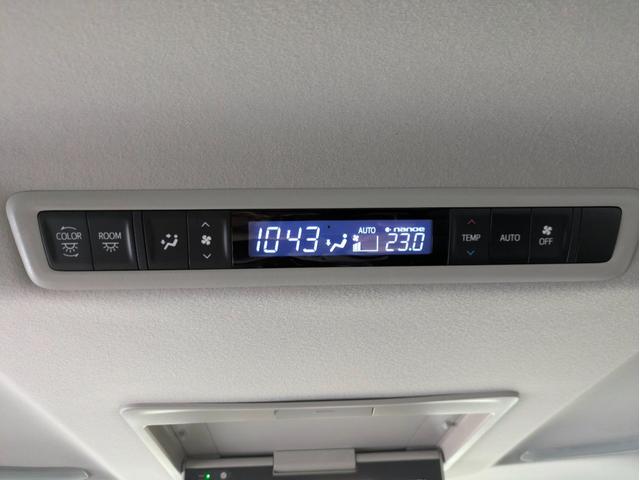 COLOR
ROOM
10:43
AUTO
nanoe
23.0
TEMP
AUTO
OFF